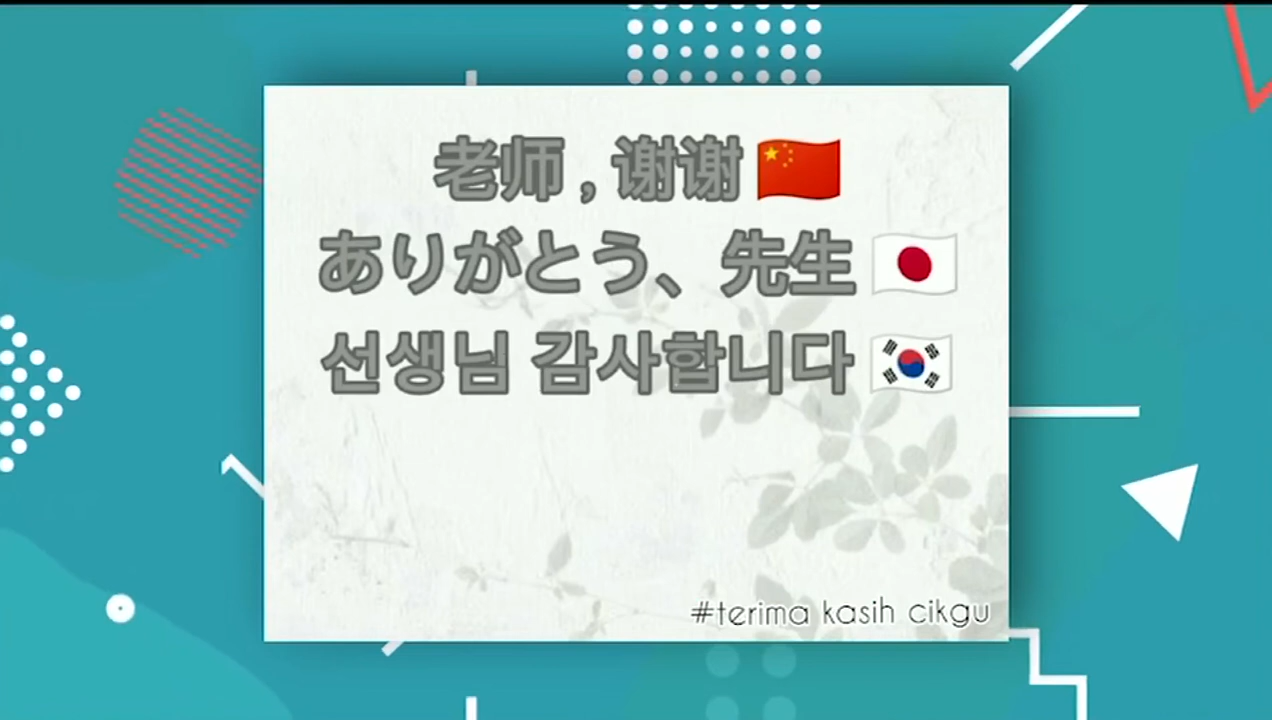 老师 , 谢谢 🇨🇳
ありがとう、先生 🇯🇵
선생님 감사합니다 🇰🇷
#terima kasih cikgu